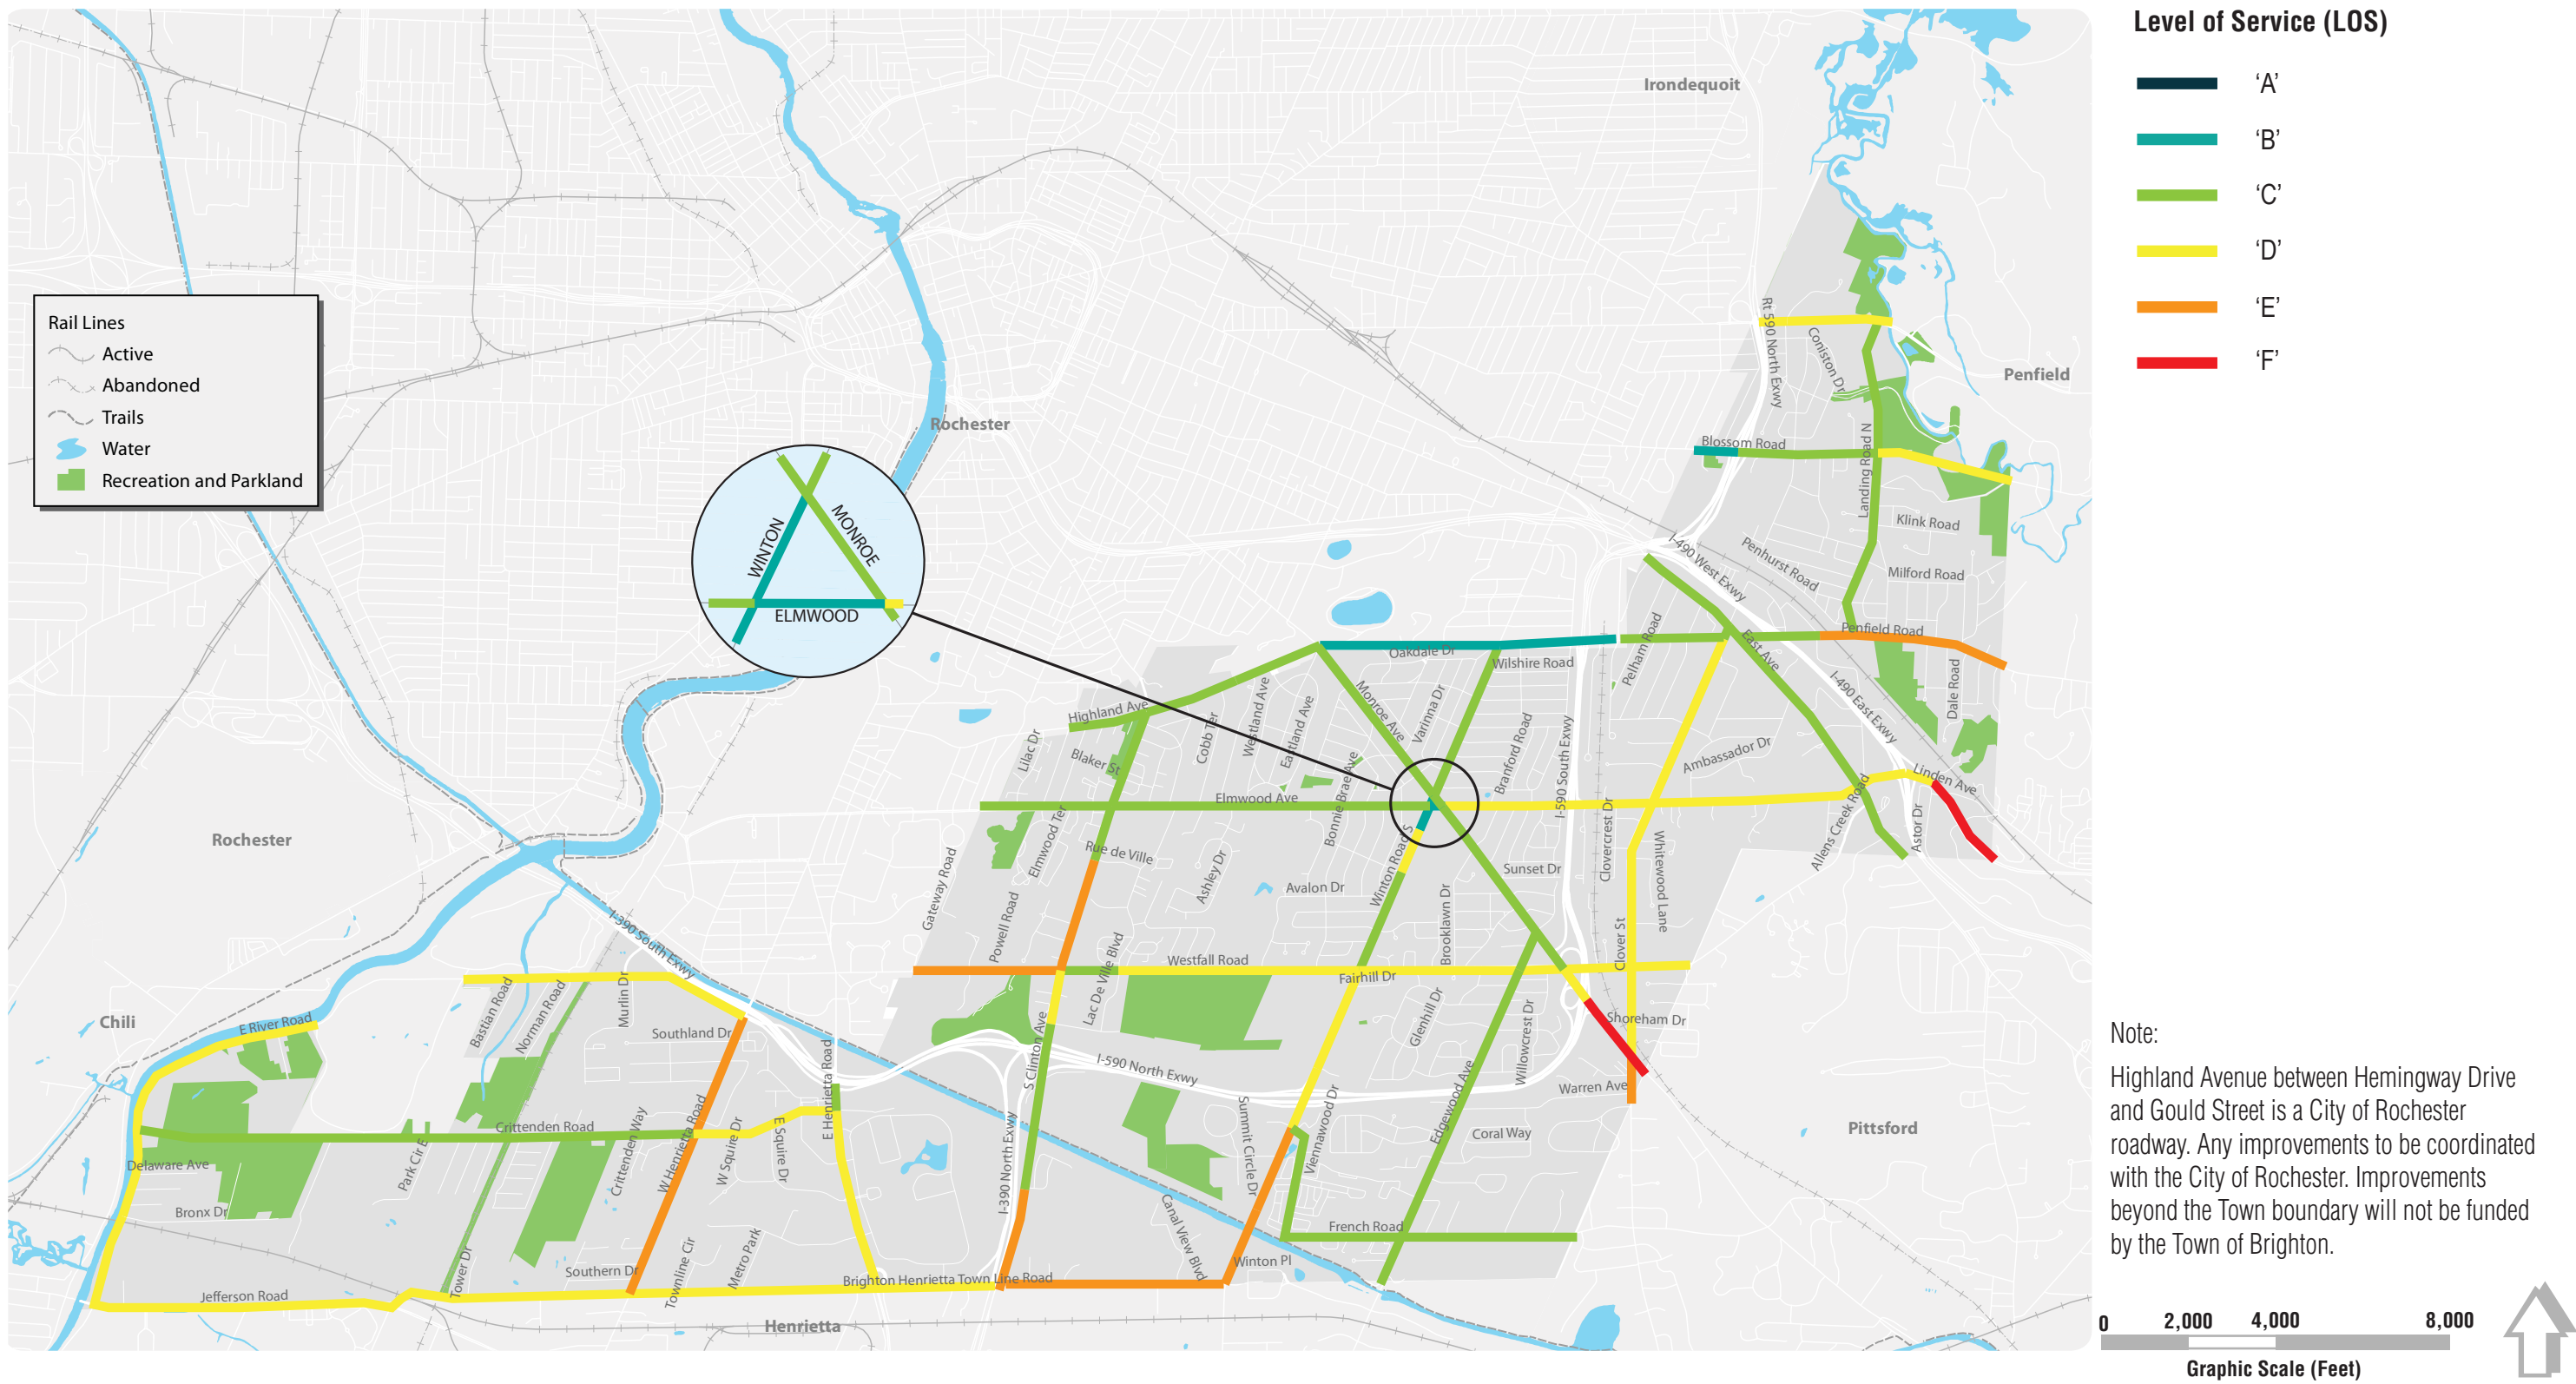 Level of Service (LOS)
‘A’
‘B’
‘C’
‘D’
‘E’
‘F’
Irondequoit
Penfield
Rochester
Rail Lines
Active
Abandoned
Trails
Water
Recreation and Parkland
WINTON
MONROE
ELMWOOD
Rt 590 North Exwy
Coniston Dr
Blossom Road
Landing Road N
Klink Road
I-490 West Exwy
Penhurst Road
Milford Road
Penfield Road
East Ave
Pelham Road
Oakdale Dr
Wilshire Road
Dale Road
I-490 East Exwy
Highland Ave
Lilac Dr
Blaker St
Cobb Ter
Westland Ave
Eastland Ave
Monroe Ave
Varinna Dr
Branford Road
I-590 South Exwy
Ambassador Dr
Linden Ave
Elmwood Ave
Bonnie Brae Ave
Elmwood Ter
Rue de Ville
Ashley Dr
Avalon Dr
Winton Road S
Brooklawn Dr
Sunset Dr
Clovercrest Dr
Whitewood Lane
Allens Creek Road
Astor Dr
Rochester
Gateway Road
Powell Road
Lac De Ville Blvd
Westfall Road
Fairhill Dr
Clover St
I-390 South Exwy
Chili
E River Road
Bastian Road
Norman Road
Murlin Dr
Southland Dr
E Henrietta Road
S Clinton Ave
I-590 North Exwy
Glenhill Dr
Willowcrest Dr
Shoreham Dr
Warren Ave
Edgewood Ave
Coral Way
Pittsford
Crittenden Road
Delaware Ave
Park Cir E
Crittenden Way
W Henrietta Road
W Squire Dr
E Squire Dr
I-390 North Exwy
Summit Circle Dr
Viennawood Dr
Bronx Dr
Canal View Blvd
French Road
Winton Pl
Tower Dr
Southern Dr
Townline Cir
Metro Park
Brighton Henrietta Town Line Road
Jefferson Road
Henrietta
Note:
Highland Avenue between Hemingway Drive
and Gould Street is a City of Rochester
roadway. Any improvements to be coordinated
with the City of Rochester. Improvements
beyond the Town boundary will not be funded
by the Town of Brighton.
0 2,000 4,000 8,000
Graphic Scale (Feet)